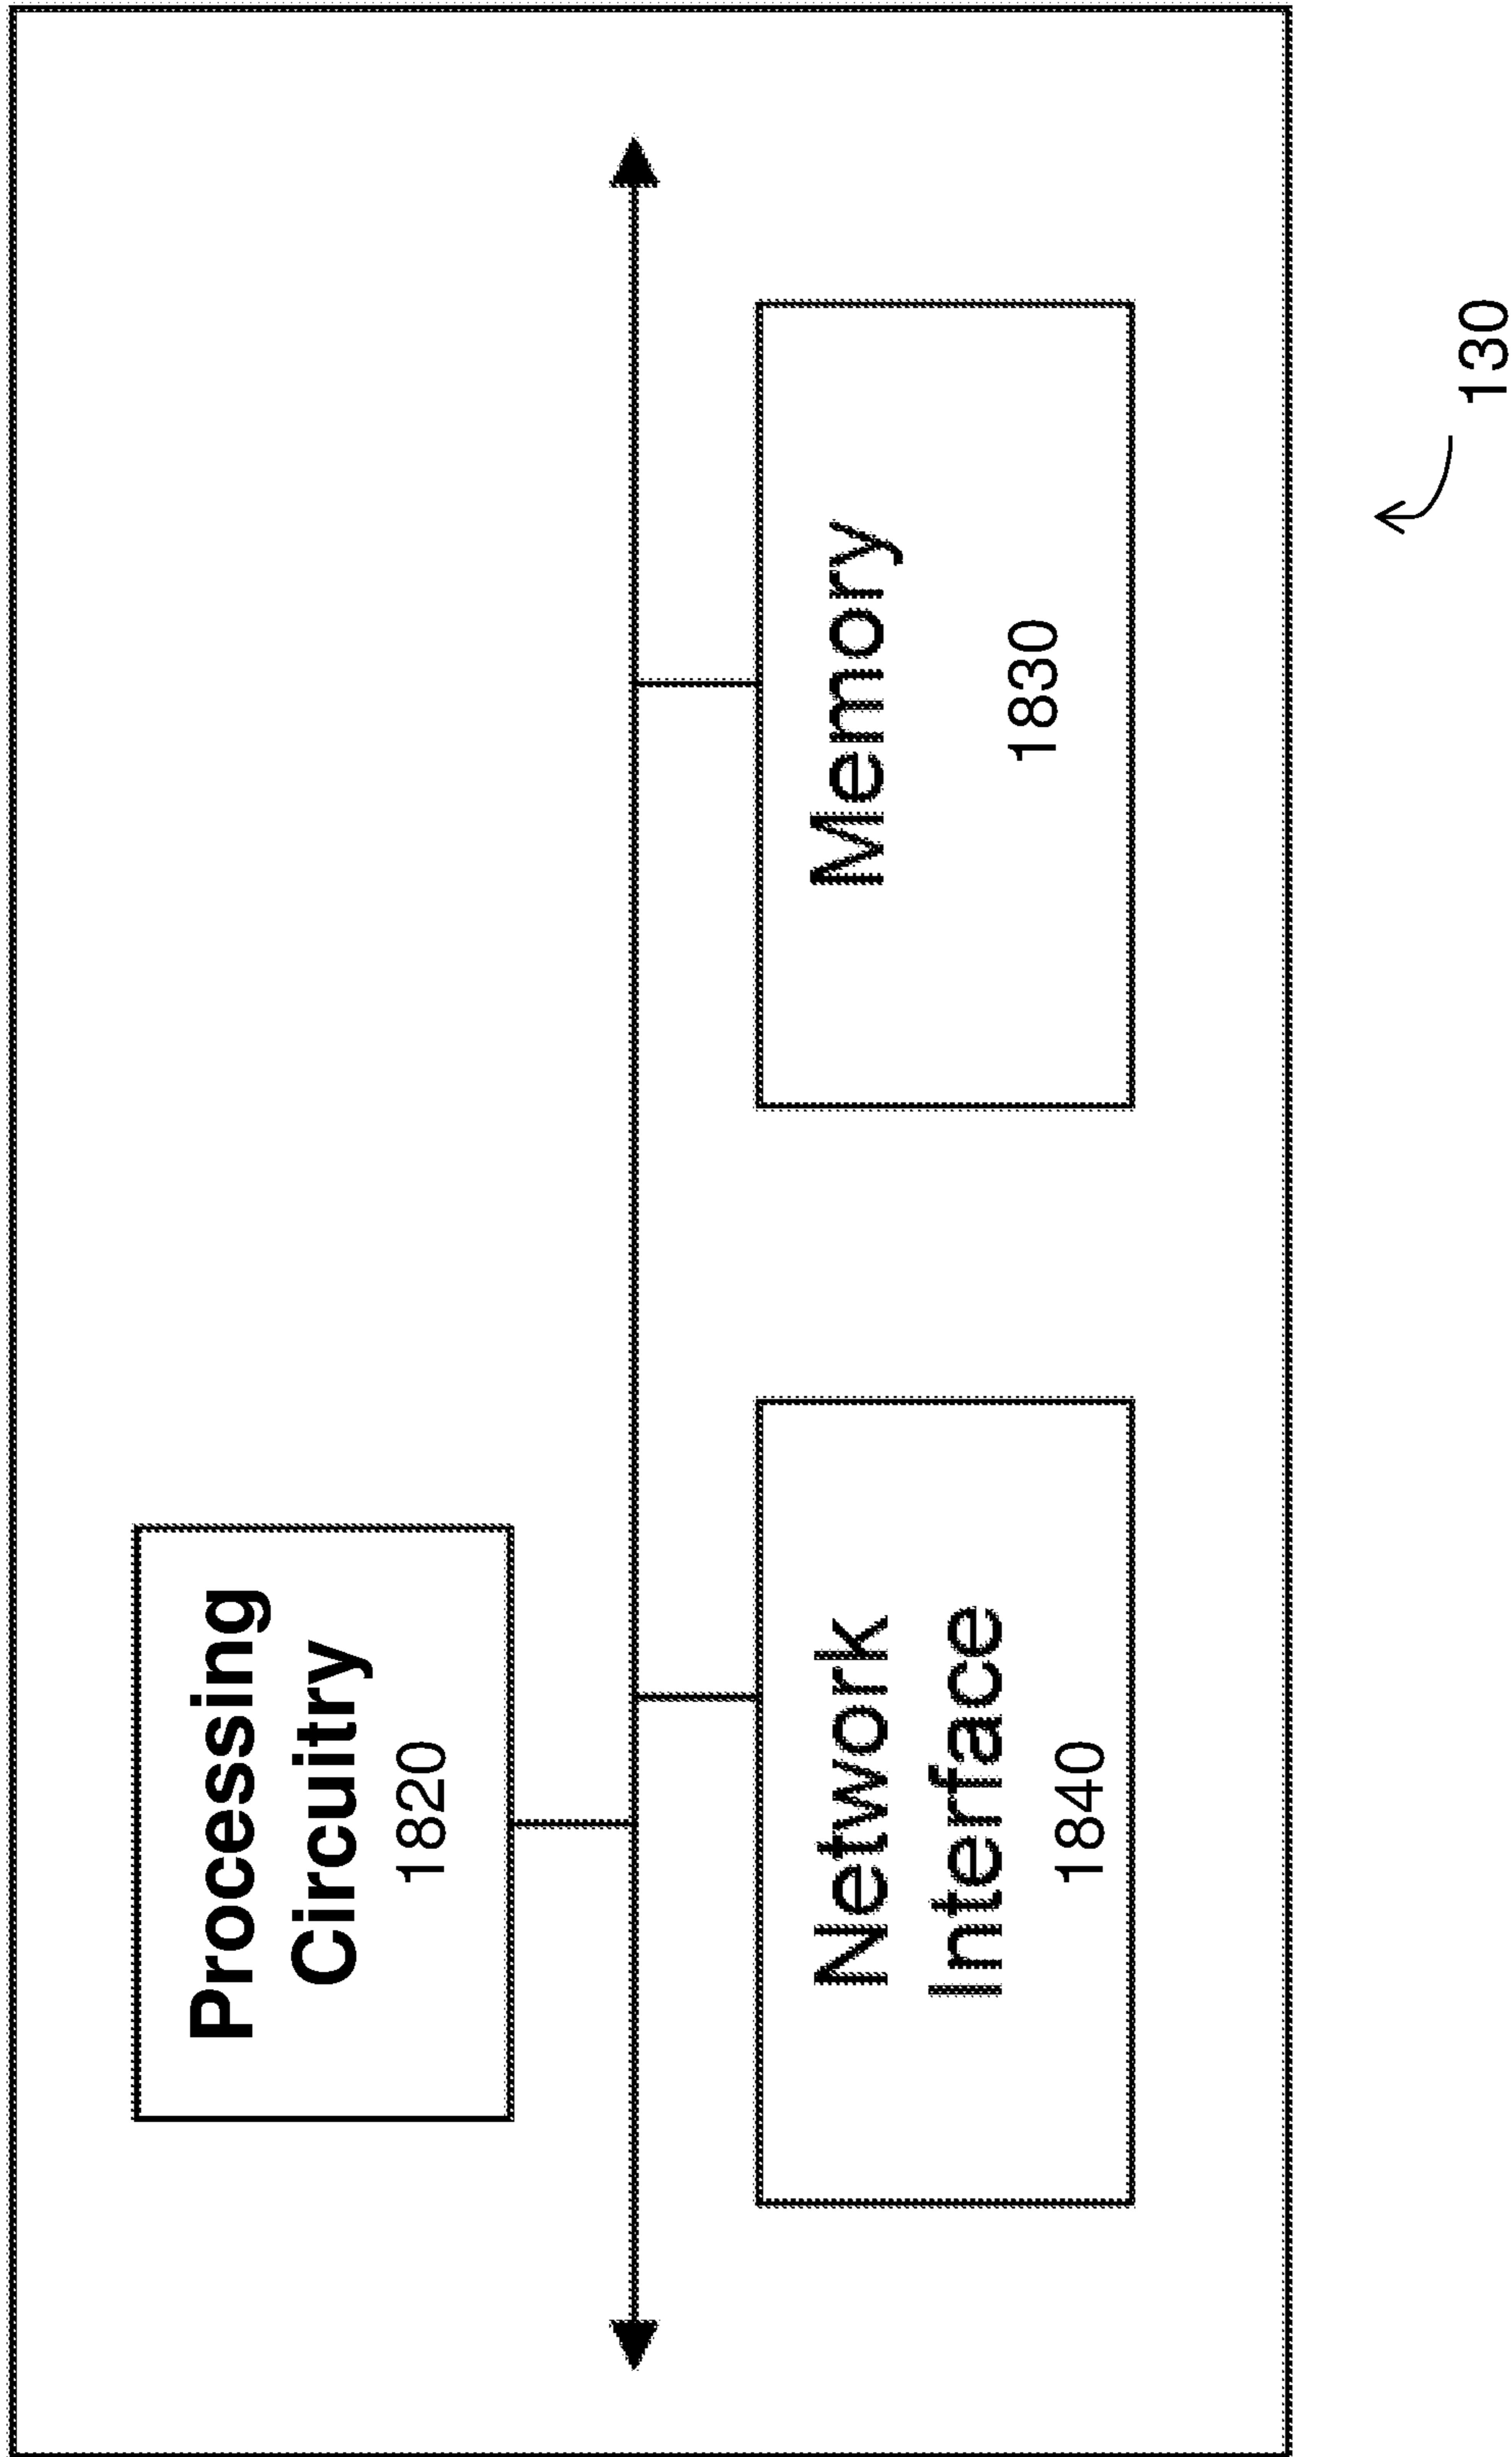 Processing
Circuitry
1820
Network
Interface
1840
Memory
1830
130